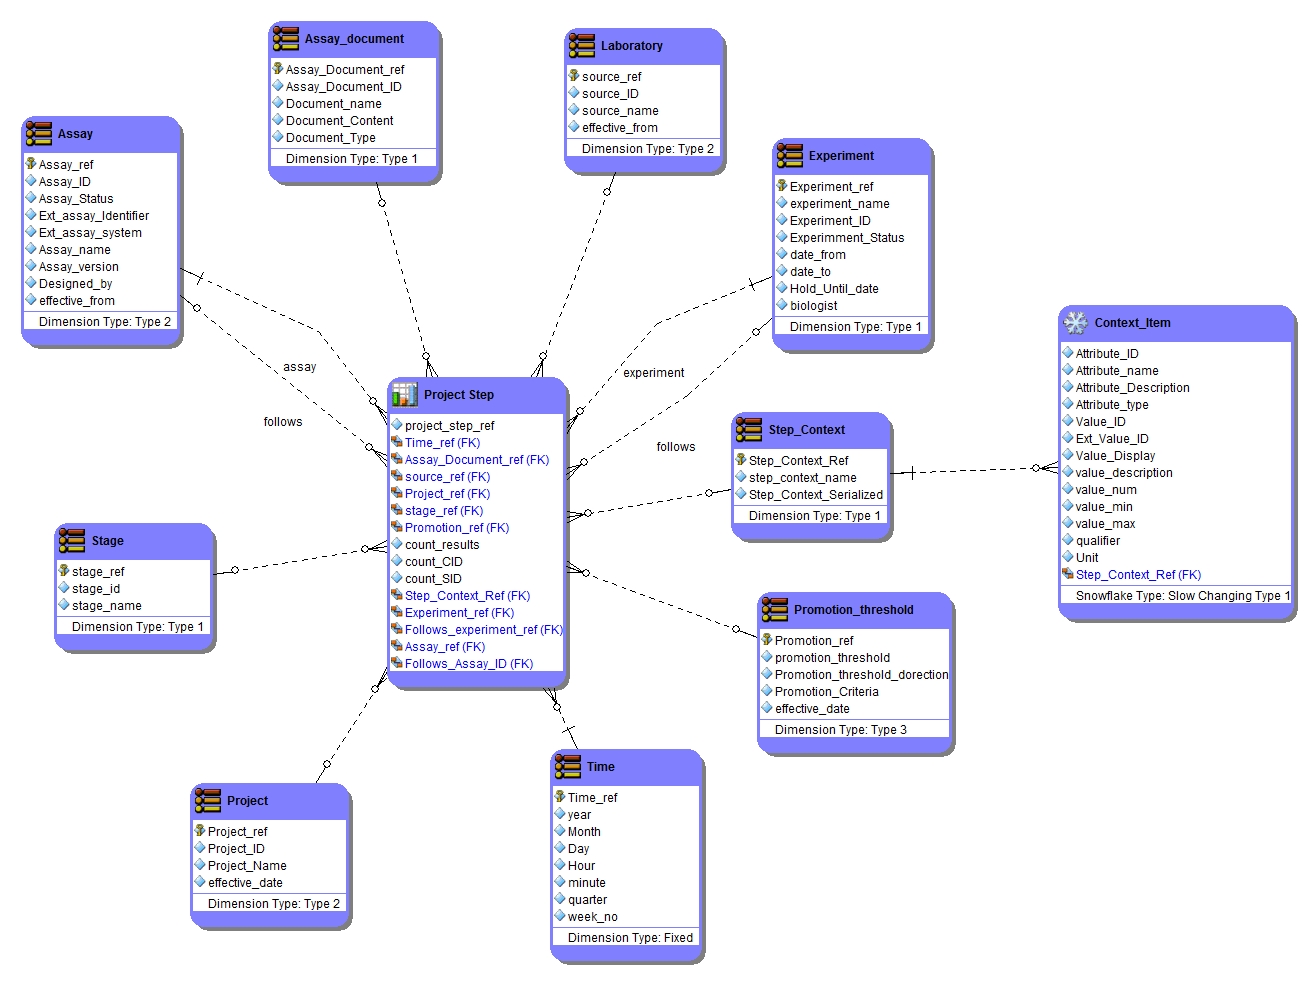 Assay_document
Assay_Document_ref
Assay_Document_ID
Document_name
Document_Content
Document_Type
Dimension Type: Type 1
Laboratory
source_ref
source_ID
source_name
effective_from
Dimension Type: Type 2
Assay
Assay_ref
Assay_ID
Assay_Status
Ext_assay_Identifier
Ext_assay_system
Assay_name
Assay_version
Designed_by
effective_from
Dimension Type: Type 2
Experiment
Experiment_ref
experiment_name
Experiment_ID
Experimment_Status
date_from
date_to
Hold_Until_date
biologist
Dimension Type: Type 1
assay
follows
experiment
follows
Project Step
project_step_ref
Time_ref (FK)
Assay_Document_ref (FK)
source_ref (FK)
Project_ref (FK)
stage_ref (FK)
Promotion_ref (FK)
count_results
count_CID
count_SID
Step_Context_Ref (FK)
Experiment_ref (FK)
Follows_experiment_ref (FK)
Assay_ref (FK)
Follows_Assay_ID (FK)
Context_Item
Attribute_ID
Attribute_name
Attribute_Description
Attribute_type
Value_ID
Ext_Value_ID
Value_Display
value_description
value_num
value_min
value_max
qualifier
Unit
Step_Context_Ref (FK)
Snowflake Type: Slow Changing Type 1
Step_Context
Step_Context_Ref
step_context_name
Step_Context_Serialized
Dimension Type: Type 1
Stage
stage_ref
stage_id
stage_name
Dimension Type: Type 1
Promotion_threshold
Promotion_ref
promotion_threshold
Promotion_threshold_dorection
Promotion_Criteria
effective_date
Dimension Type: Type 3
Project
Project_ref
Project_ID
Project_Name
effective_date
Dimension Type: Type 2
Time
Time_ref
year
Month
Day
Hour
minute
quarter
week_no
Dimension Type: Fixed